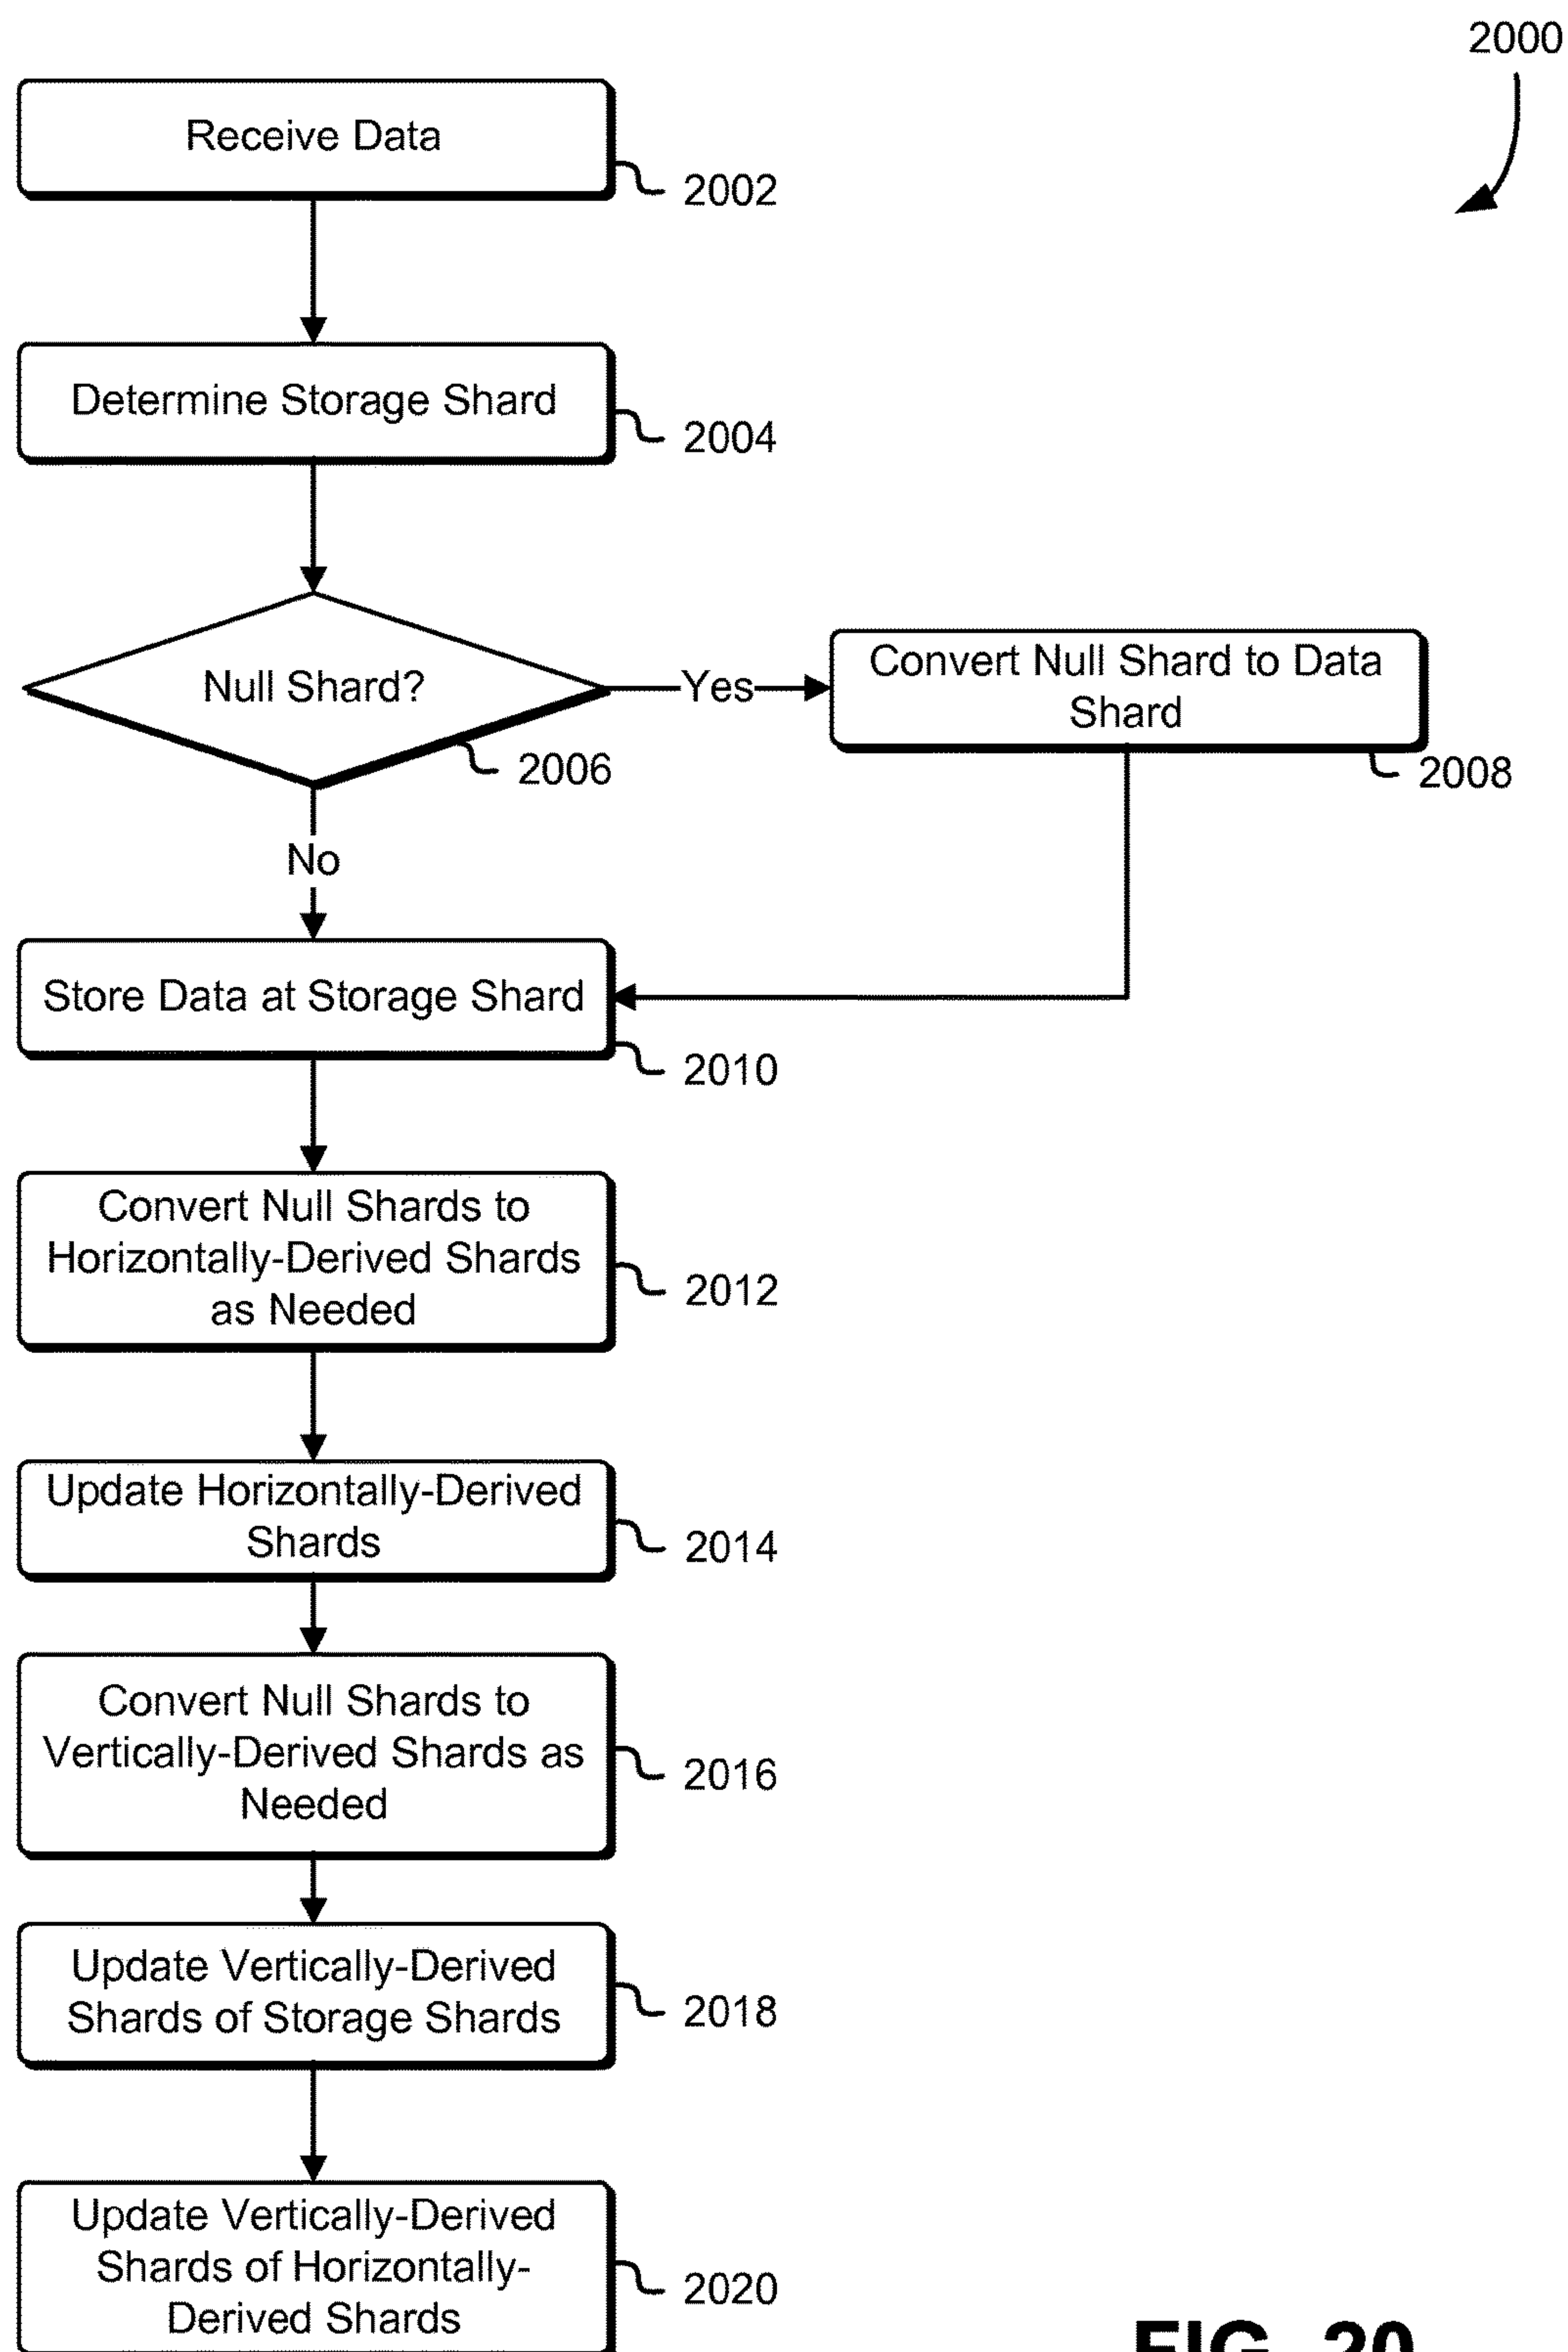 2000
Receive Data
2002
Determine Storage Shard
2004
Null Shard?
2006
Yes
Convert Null Shard to Data
Shard
2008
No
Store Data at Storage Shard
2010
Convert Null Shards to
Horizontally-Derived Shards
as Needed
2012
Update Horizontally-Derived
Shards
2014
Convert Null Shards to
Vertically-Derived Shards as
Needed
2016
Update Vertically-Derived
Shards of Storage Shards
2018
Update Vertically-Derived
Shards of Horizontally-
Derived Shards
2020
FIG. 20